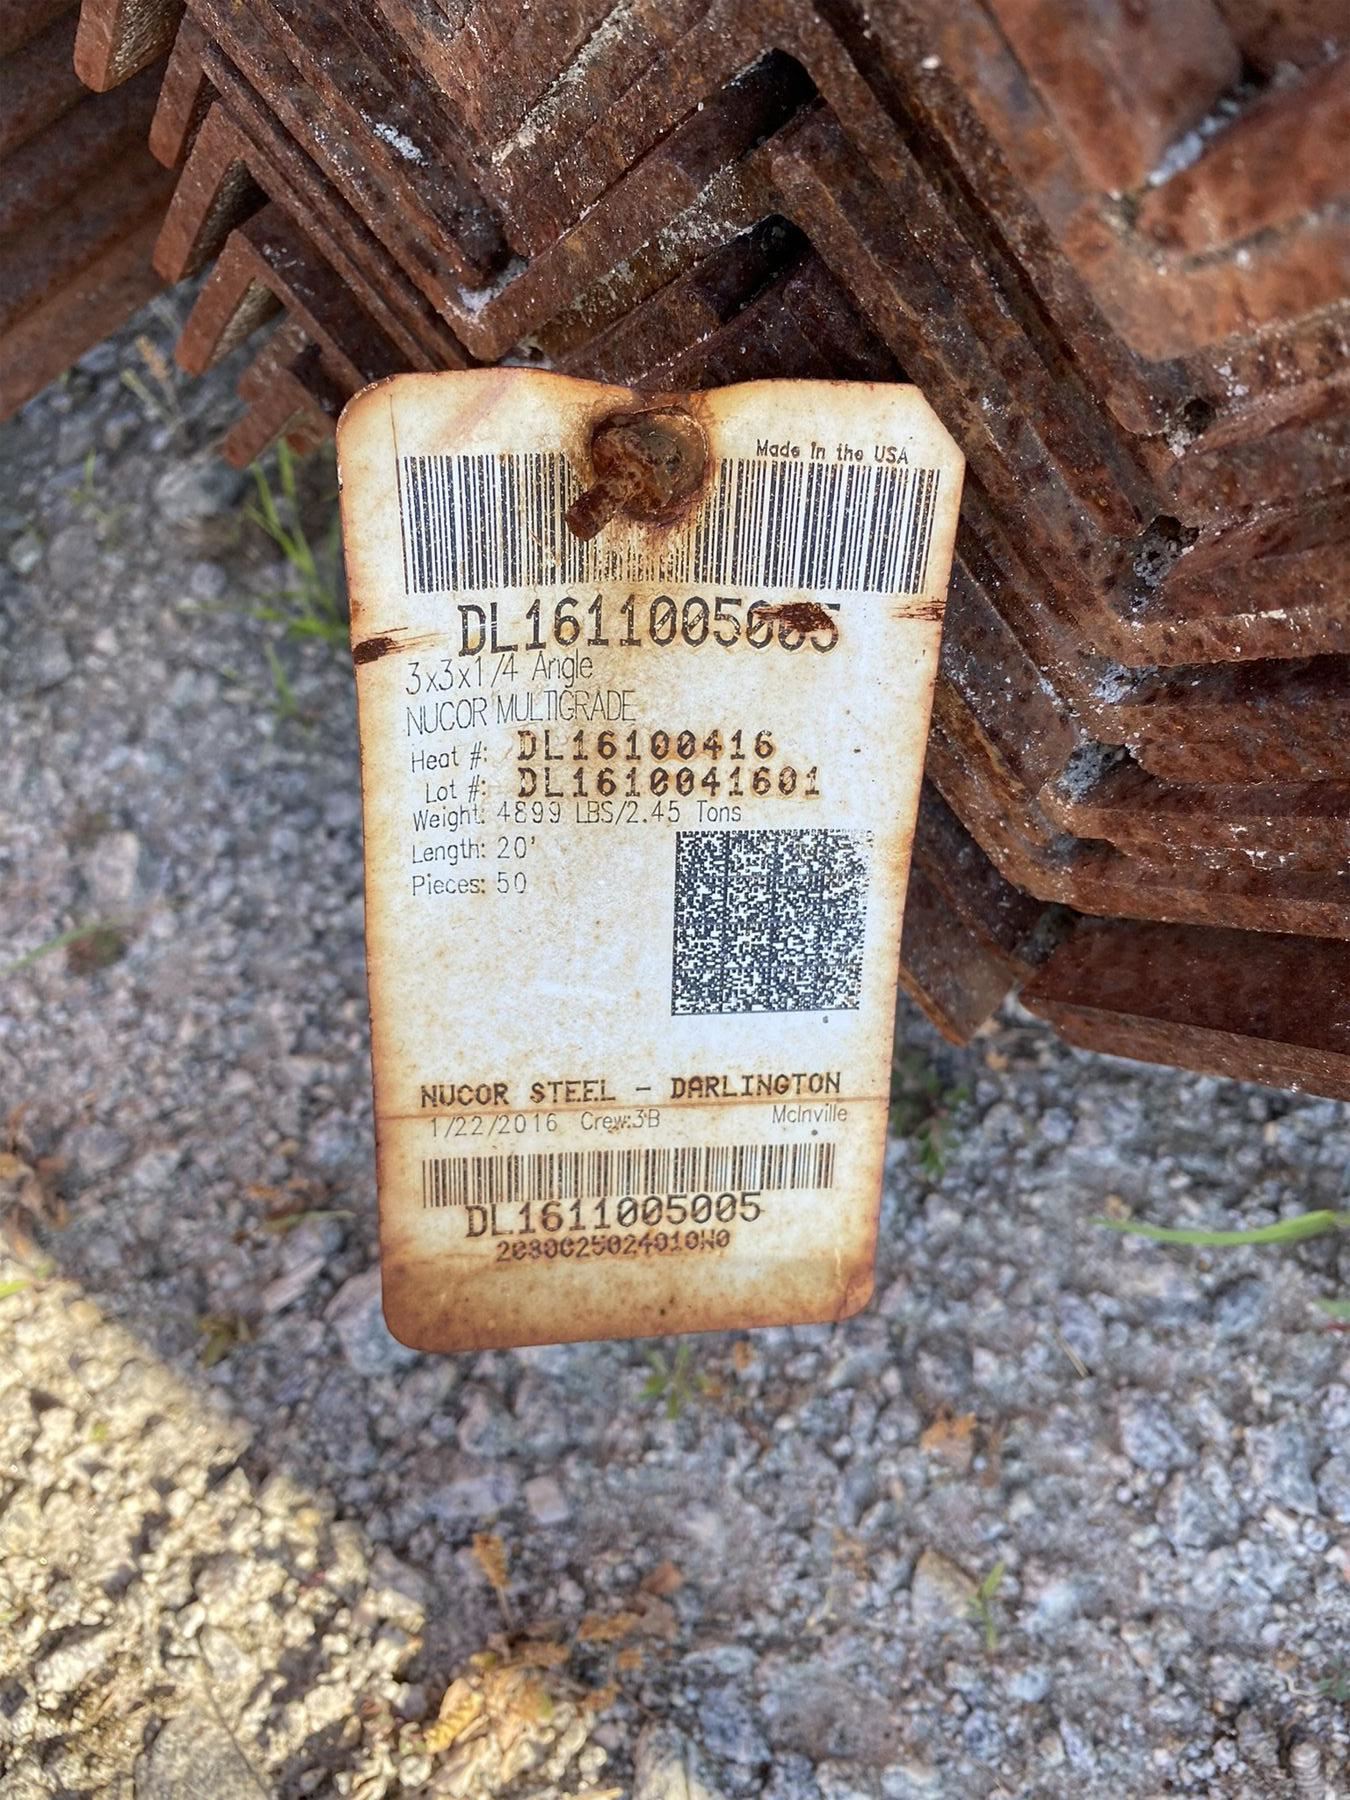 Made in the USA
DL1611005005
3x3x1/4 Angle
NUCOR MULTIGRADE
Heat #: DL16100416
Lot #: DL1610041601
Weight: 4899 LBS/2.45 Tons
Length: 20'
Pieces: 50
NUCOR STEEL - DARLINGTON
1/22/2016 Crew:3B McInville
DL1611005005